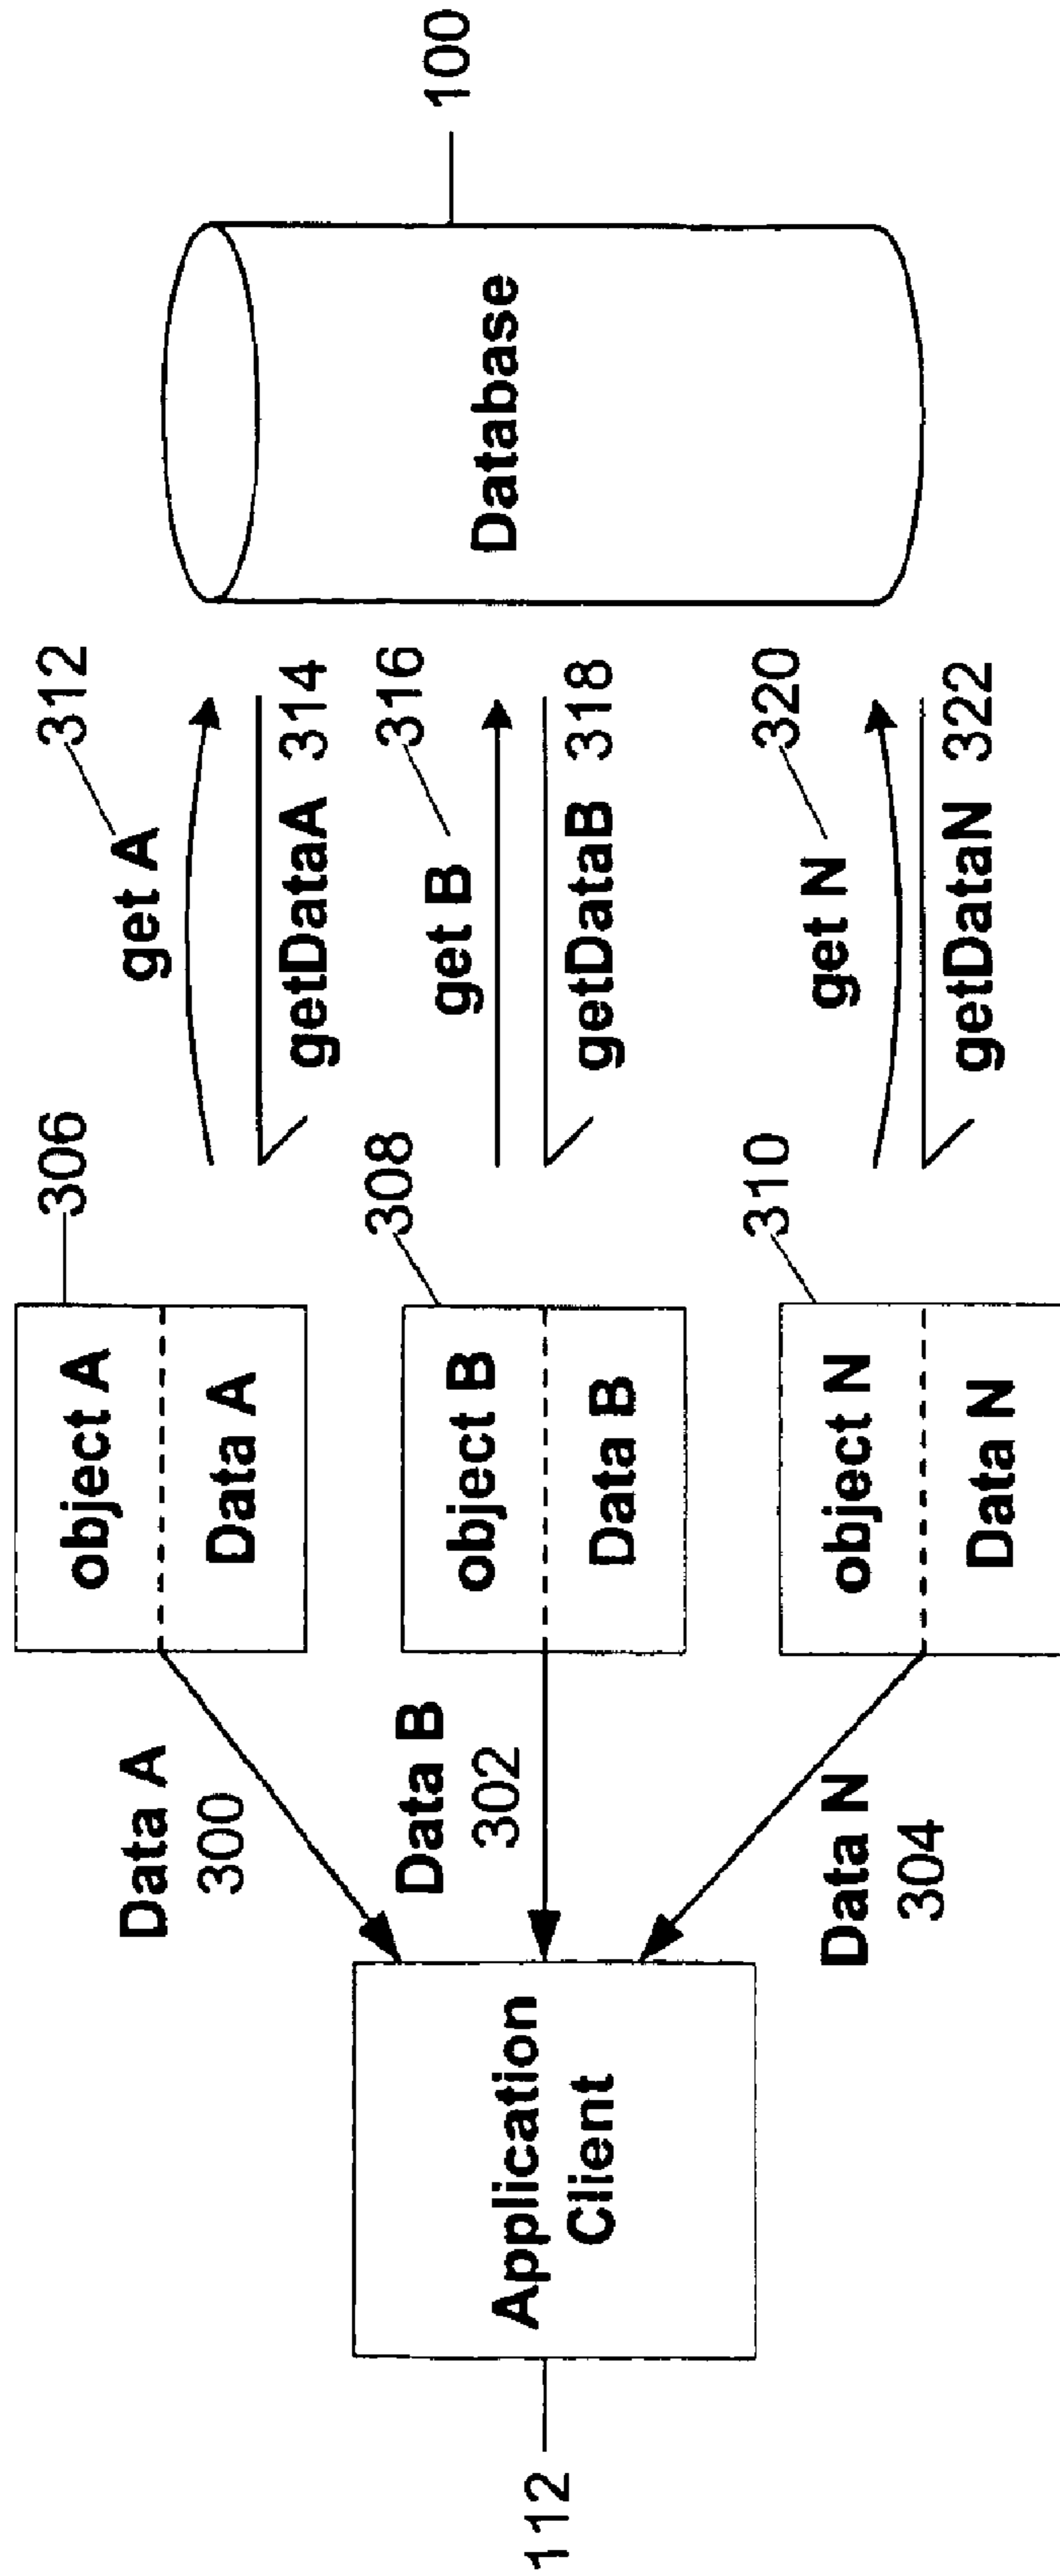 312
get A
306
object A
Data A
getDataA 314
Data A
300
316
get B
308
object B
Data B
getDataB 318
Data B
302
Application
Client
112
Database
100
320
get N
310
object N
Data N
getDataN 322
Data N
304